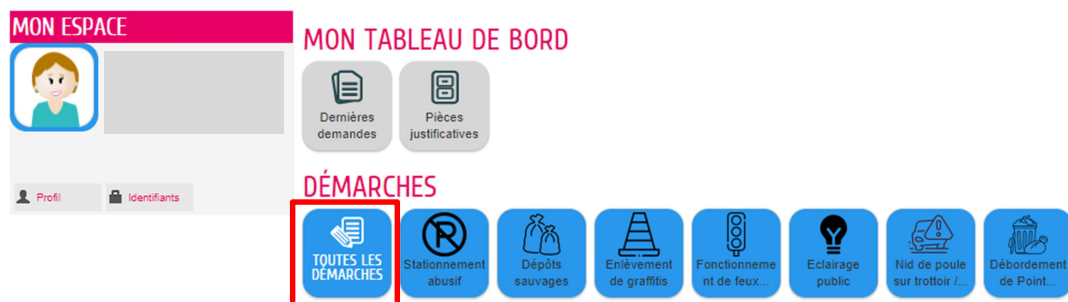 MON ESPACE
Profil
Identifiants
MON TABLEAU DE BORD
Dernières
demandes
Pièces
justificatives
DÉMARCHES
TOUTES LES
DÉMARCHES
Stationnement
abusif
Dépôts
sauvages
Enlèvement
de graffitis
Fonctionneme
nt de feux...
Eclairage
public
Nid de poule
sur trottoir /...
Débordement
de Point...